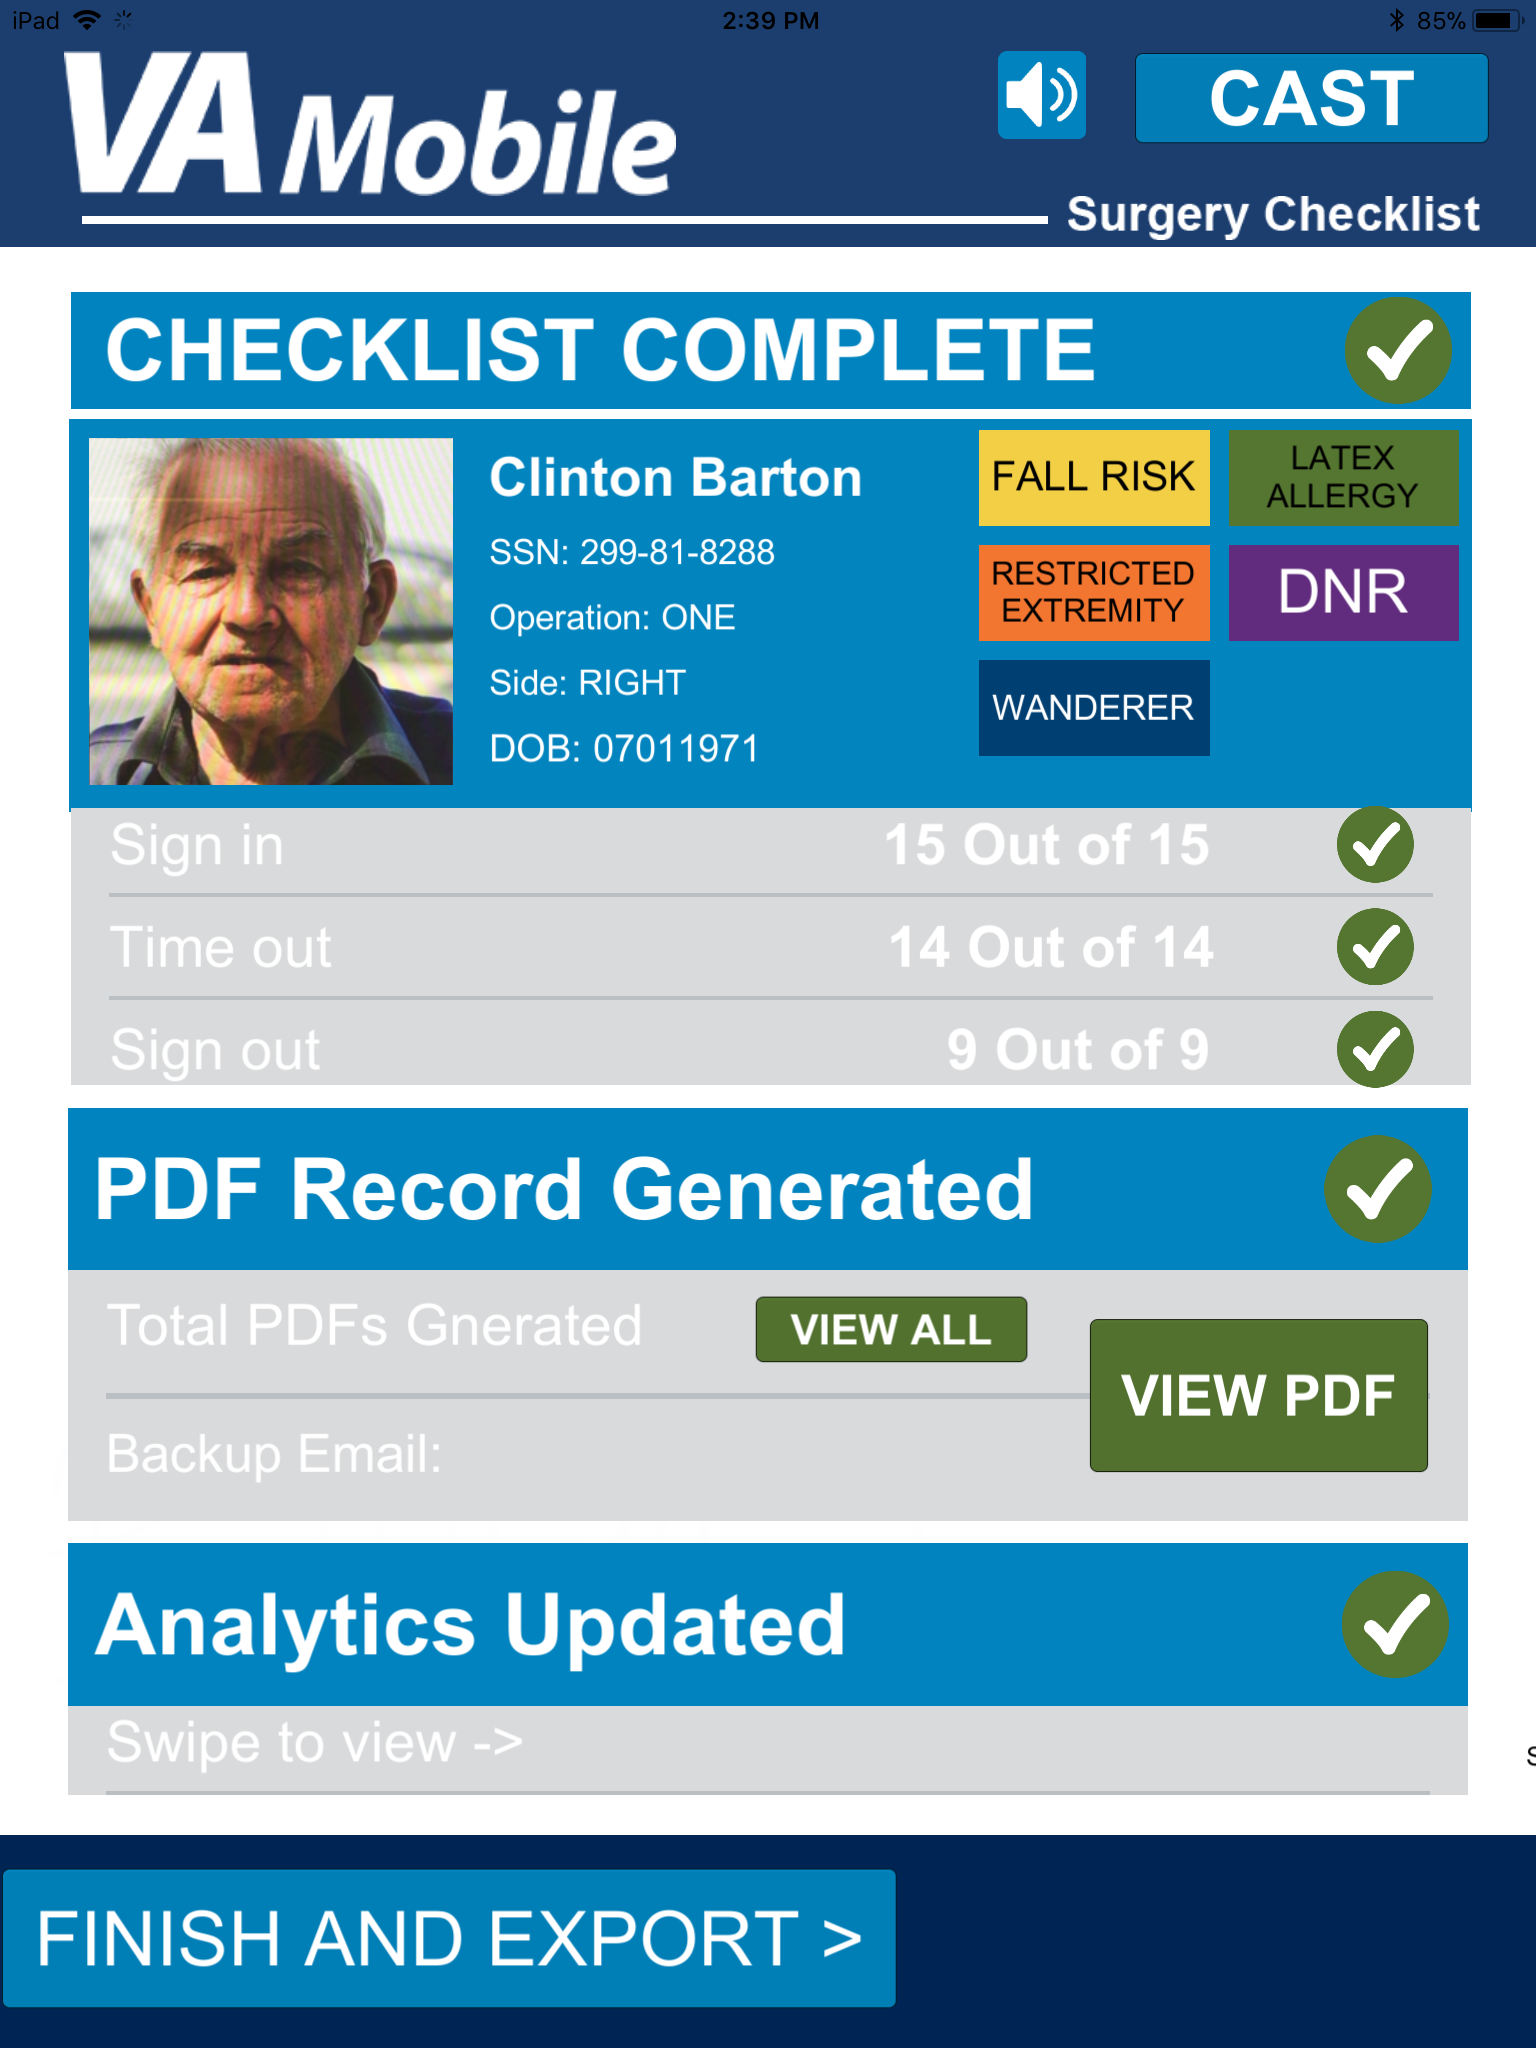 iPad 2:39 PM 85%
VA Mobile
CAST
Surgery Checklist
CHECKLIST COMPLETE
Clinton Barton
SSN: 299-81-8288
Operation: ONE
Side: RIGHT
DOB: 07011971
FALL RISK
LATEX
ALLERGY
RESTRICTED
EXTREMITY
DNR
WANDERER
Sign in 15 Out of 15
Time out 14 Out of 14
Sign out 9 Out of 9
PDF Record Generated
Total PDFs Gnerated VIEW ALL
VIEW PDF
Backup Email:
Analytics Updated
Swipe to view ->
FINISH AND EXPORT >